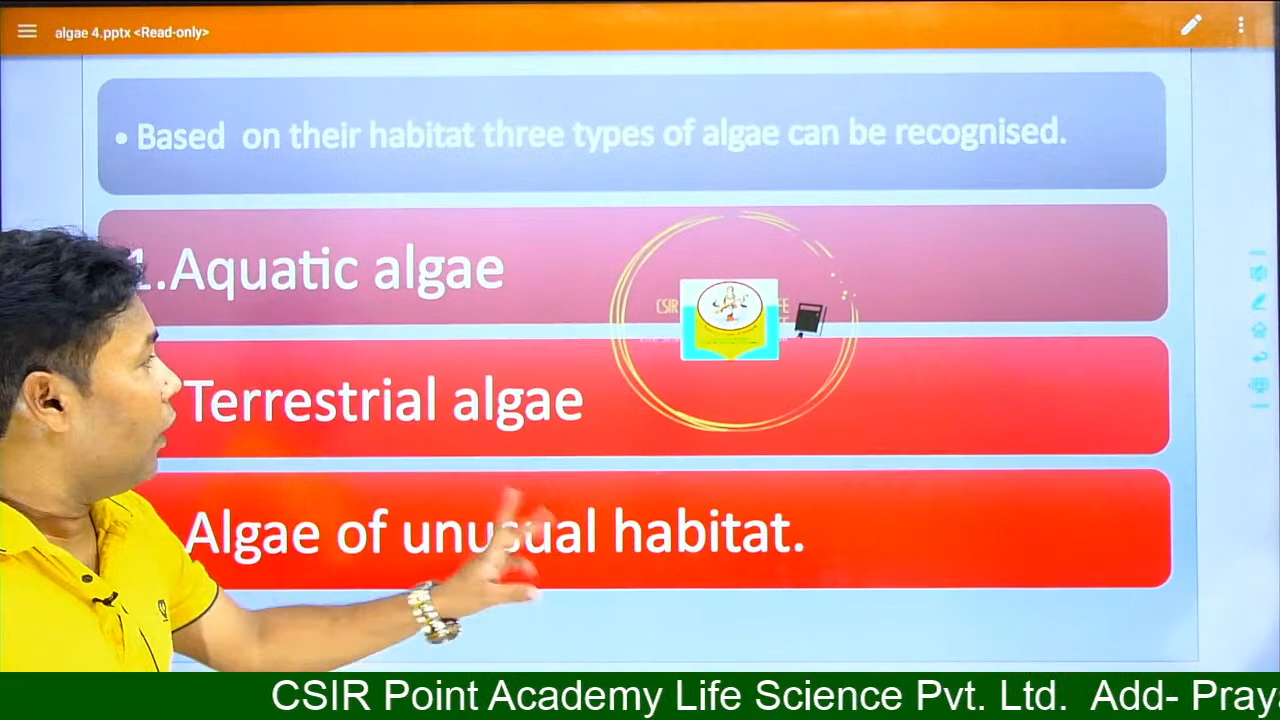 algae 4.pptx <Read-only>
• Based on their habitat three types of algae can be recognised.
1.Aquatic algae
Terrestrial algae
Algae of unusual habitat.
CSIR Point Academy Life Science Pvt. Ltd. Add- Pray